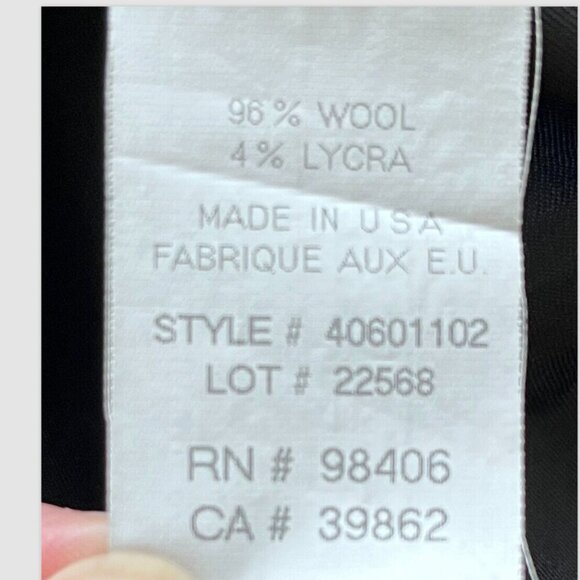 96% WOOL
4% LYCRA
MADE IN USA
FABRIQUE AUX E.U.
STYLE # 40601102
LOT # 22568
RN # 98406
CA # 39862